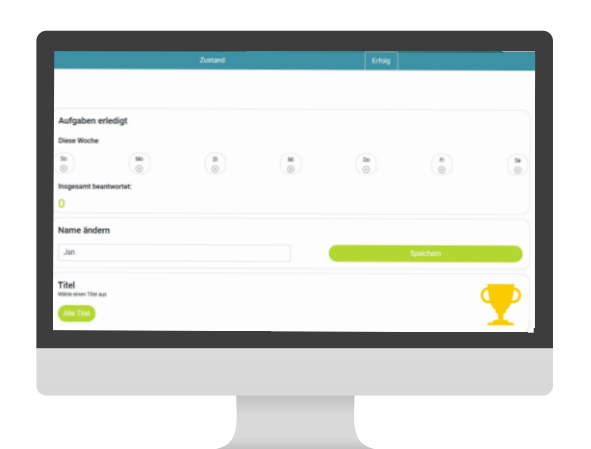 Zustand Erfolg
Aufgaben erledigt
Diese Woche
So Mo Di Mi Do Fr Sa
Insgesamt beantwortet:
0
Name ändern
Jan Speichern
Titel
Wähle einen Titel aus
Alle Titel